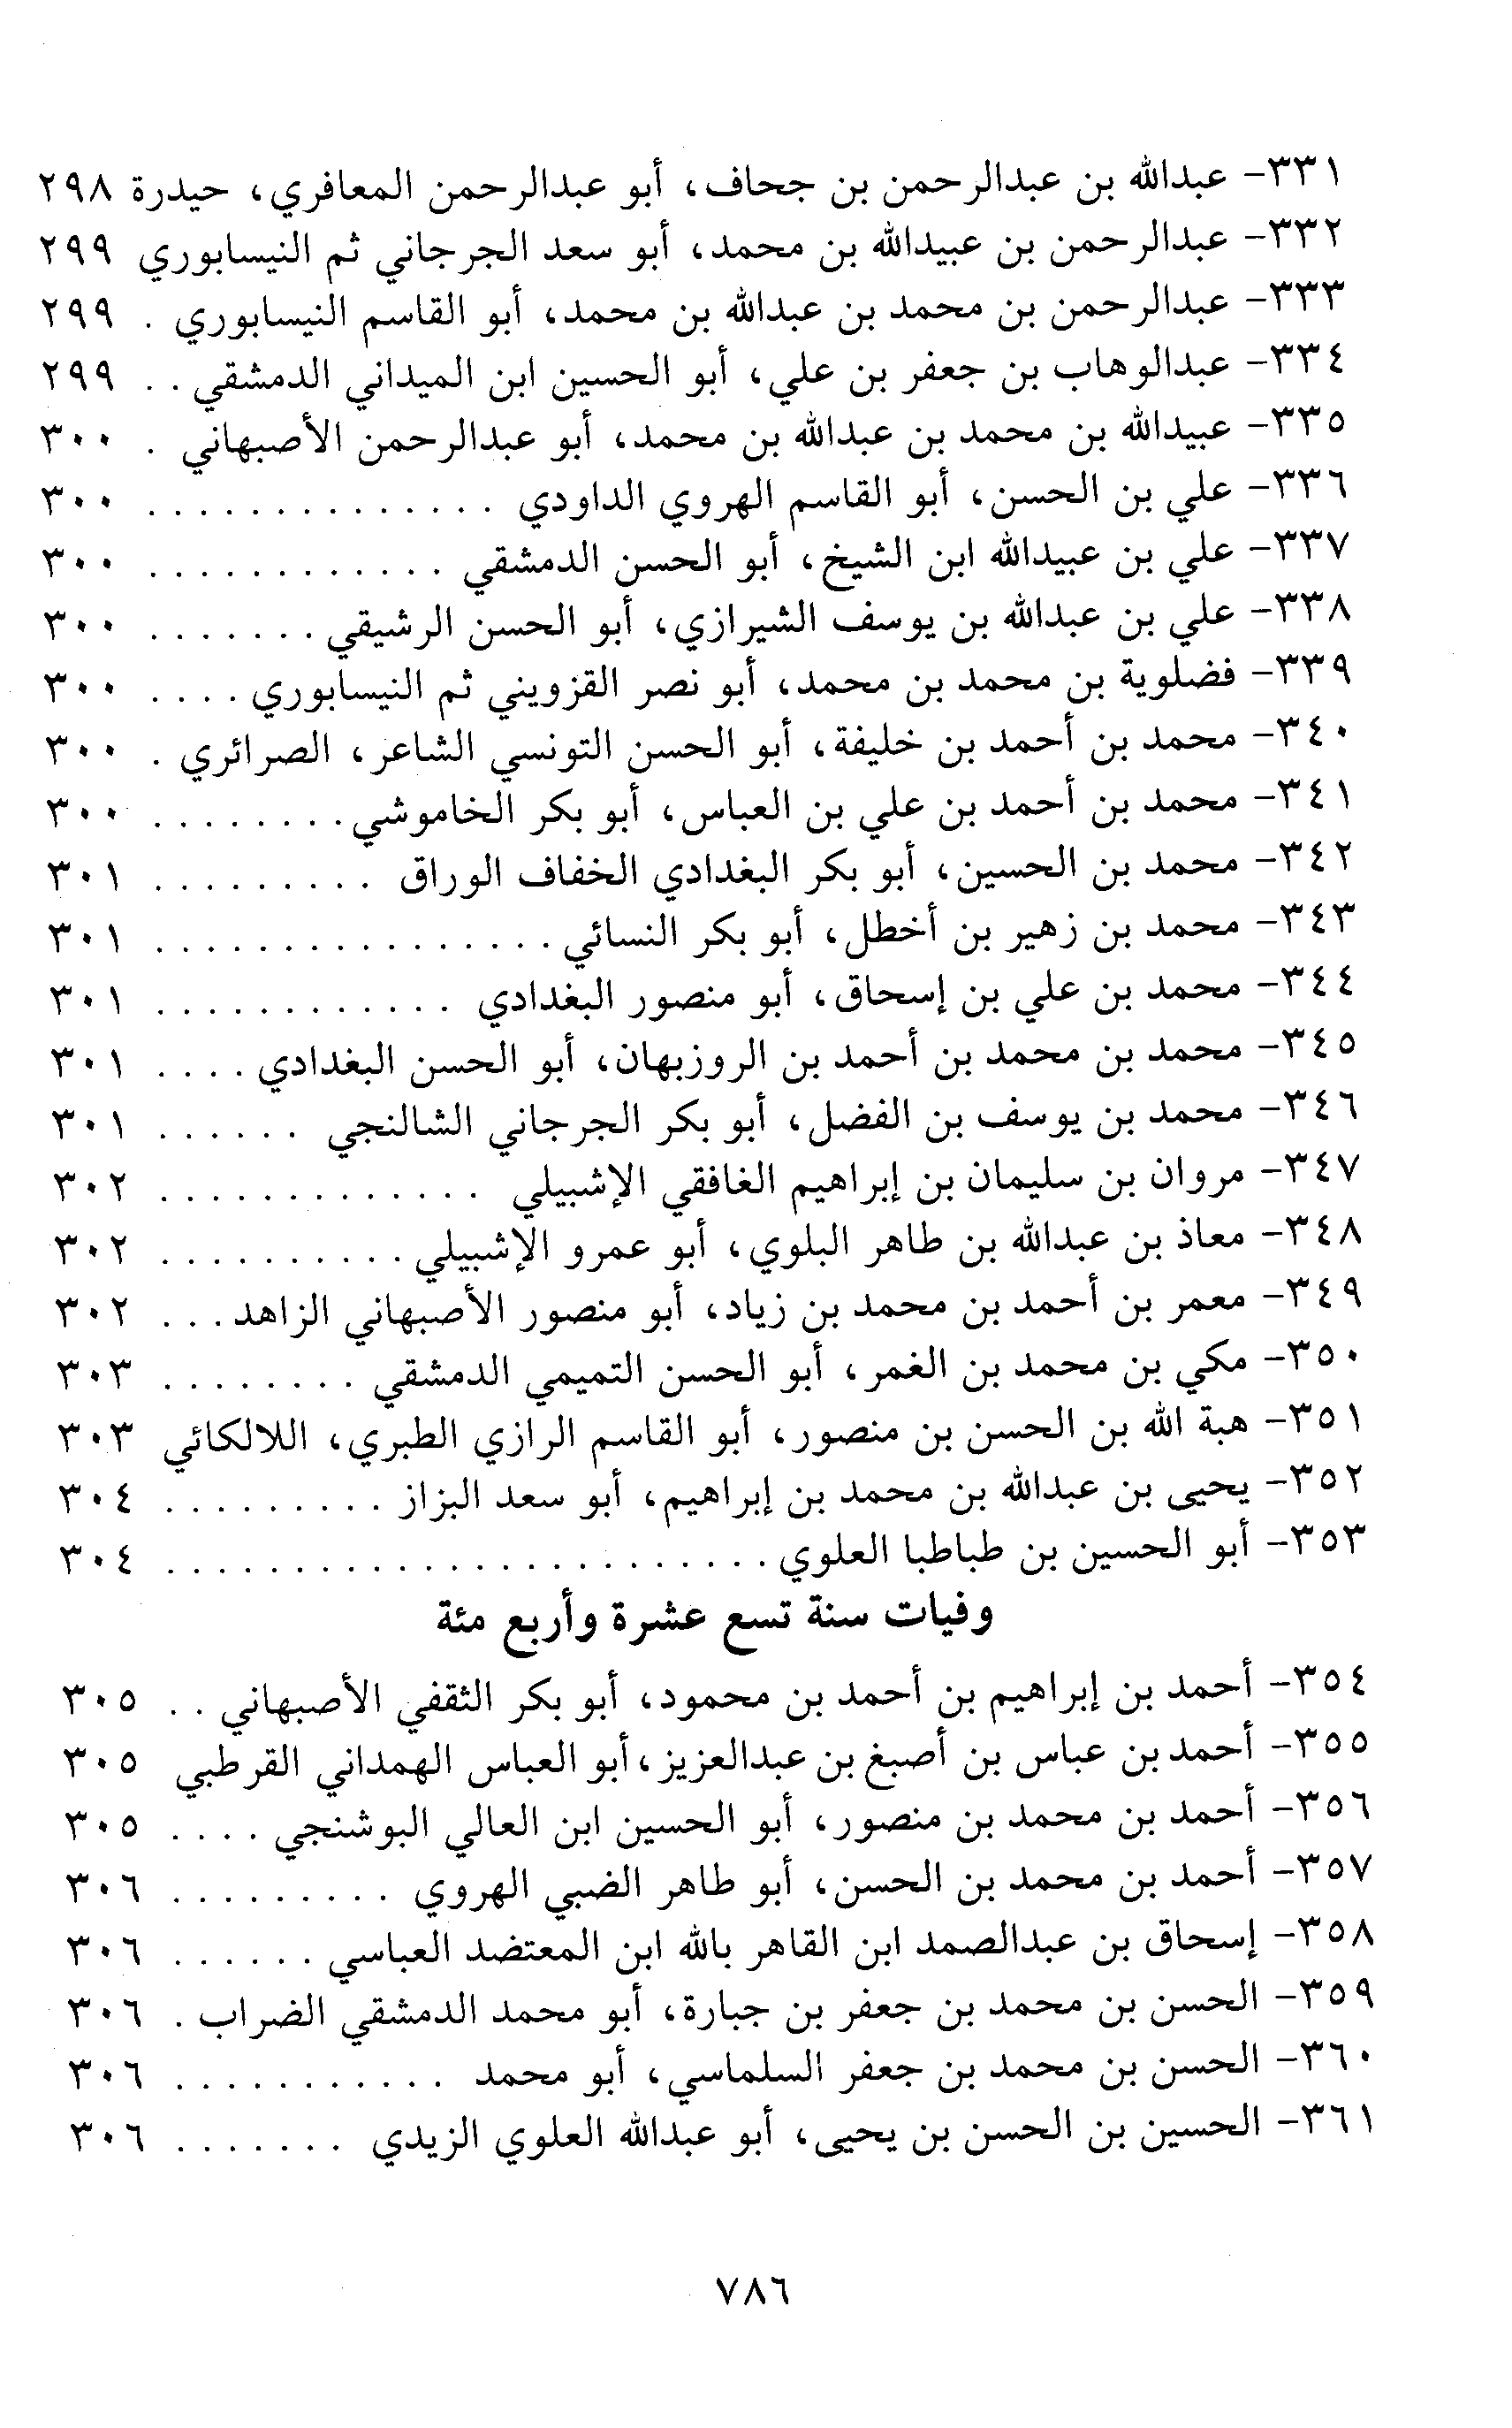 ٣٣١- عبدالله بن عبدالرحمن بن جحاف، أبو عبدالرحمن المعافري، حيدرة ٢٩٨
٣٣٢- عبدالرحمن بن عبيدالله بن محمد، أبو سعد الجرجاني ثم النيسابوري ٢٩٩
٣٣٣- عبدالرحمن بن محمد بن عبدالله بن محمد، أبو القاسم النيسابوري . ٢٩٩
٣٣٤- عبدالوهاب بن جعفر بن علي، أبو الحسين ابن الميداني الدمشقي . . ٢٩٩
٣٣٥- عبيدالله بن محمد بن عبدالله بن محمد، أبو عبدالرحمن الأصبهاني . ٣٠٠
٣٣٦- علي بن الحسن، أبو القاسم الهروي الداودي . . . . . . . . . . . . . . ٣٠٠
٣٣٧- علي بن عبيدالله ابن الشيخ، أبو الحسن الدمشقي . . . . . . . . . . . . ٣٠٠
٣٣٨- علي بن عبدالله بن يوسف الشيرازي، أبو الحسن الرشيقي . . . . . . . ٣٠٠
٣٣٩- فضلوية بن محمد بن محمد، أبو نصر القزويني ثم النيسابوري . . . . ٣٠٠
٣٤٠- محمد بن أحمد بن خليفة، أبو الحسن التونسي الشاعر، الصرائري . ٣٠٠
٣٤١- محمد بن أحمد بن علي بن العباس، أبو بكر الخاموشي . . . . . . . . ٣٠٠
٣٤٢- محمد بن الحسين، أبو بكر البغدادي الخفاف الوراق . . . . . . . . . ٣٠١
٣٤٣- محمد بن زهير بن أخطل، أبو بكر النسائي . . . . . . . . . . . . . . . . ٣٠١
٣٤٤- محمد بن علي بن إسحاق، أبو منصور البغدادي . . . . . . . . . . . . ٣٠١
٣٤٥- محمد بن محمد بن أحمد بن الروزبهان، أبو الحسن البغدادي . . . . ٣٠١
٣٤٦- محمد بن يوسف بن الفضل، أبو بكر الجرجاني الشالنجي . . . . . . ٣٠١
٣٤٧- مروان بن سليمان بن إبراهيم الغافقي الإشبيلي . . . . . . . . . . . . . ٣٠٢
٣٤٨- معاذ بن عبدالله بن طاهر البلوي، أبو عمرو الإشبيلي . . . . . . . . . . ٣٠٢
٣٤٩- معمر بن أحمد بن محمد بن زياد، أبو منصور الأصبهاني الزاهد . . . ٣٠٢
٣٥٠- مكي بن محمد بن الغمر، أبو الحسن التميمي الدمشقي . . . . . . . . ٣٠٣
٣٥١- هبة الله بن الحسن بن منصور، أبو القاسم الرازي الطبري، اللالكائي ٣٠٣
٣٥٢- يحيى بن عبدالله بن محمد بن إبراهيم، أبو سعد البزاز . . . . . . . . . ٣٠٤
٣٥٣- أبو الحسين بن طباطبا العلوي . . . . . . . . . . . . . . . . . . . . . . . . ٣٠٤
وفيات سنة تسع عشرة وأربع مئة
٣٥٤- أحمد بن إبراهيم بن أحمد بن محمود، أبو بكر الثقفي الأصبهاني . . ٣٠٥
٣٥٥- أحمد بن عباس بن أصبغ بن عبدالعزيز، أبو العباس الهمداني القرطبي ٣٠٥
٣٥٦- أحمد بن محمد بن منصور، أبو الحسين ابن العالي البوشنجي . . . . ٣٠٥
٣٥٧- أحمد بن محمد بن الحسن، أبو طاهر الضبي الهروي . . . . . . . . . ٣٠٦
٣٥٨- إسحاق بن عبدالصمد ابن القاهر بالله ابن المعتضد العباسي . . . . . . ٣٠٦
٣٥٩- الحسن بن محمد بن جعفر بن جبارة، أبو محمد الدمشقي الضراب . ٣٠٦
٣٦٠- الحسن بن محمد بن جعفر السلماسي، أبو محمد . . . . . . . . . . . ٣٠٦
٣٦١- الحسين بن الحسن بن يحيى، أبو عبدالله العلوي الزيدي . . . . . . . ٣٠٦
٧٨٦